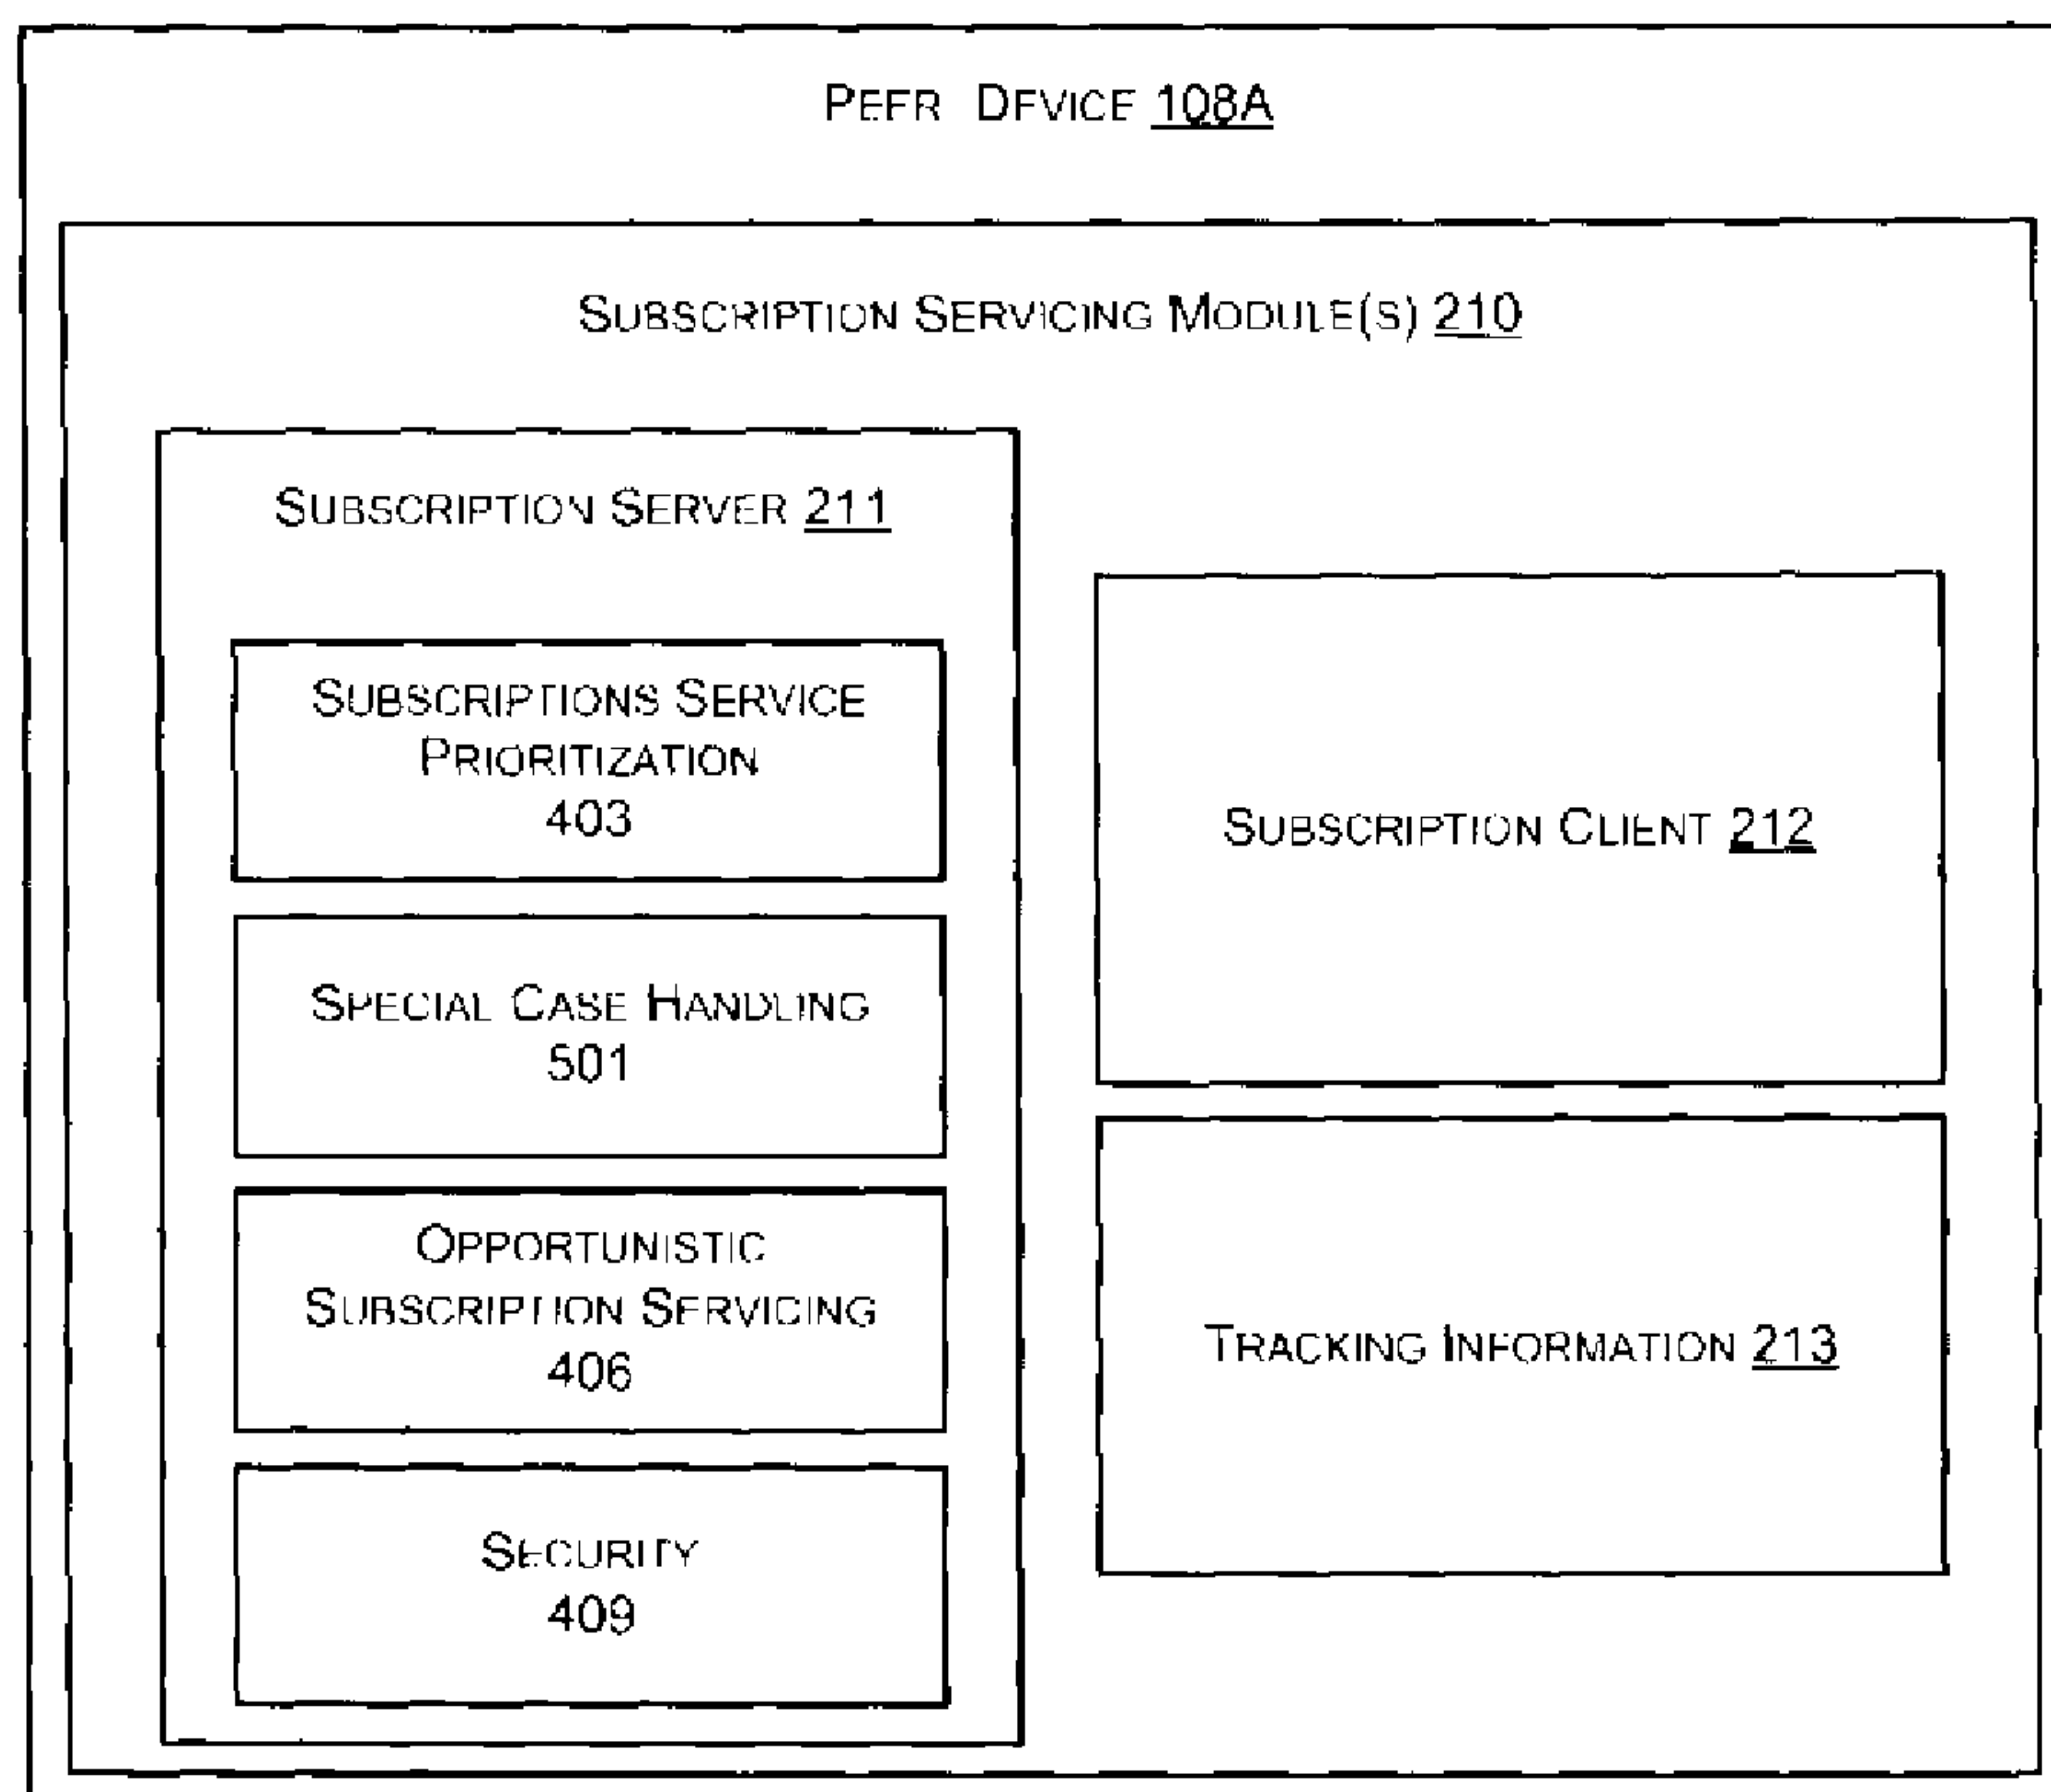 PEER DEVICE 108A
SUBSCRIPTION SERVICING MODULE(S) 210
SUBSCRIPTION SERVER 211
SUBSCRIPTIONS SERVICE
PRIORITIZATION
403
SPECIAL CASE HANDLING
501
OPPORTUNISTIC
SUBSCRIPTION SERVICING
406
SECURITY
409
SUBSCRIPTION CLIENT 212
TRACKING INFORMATION 213